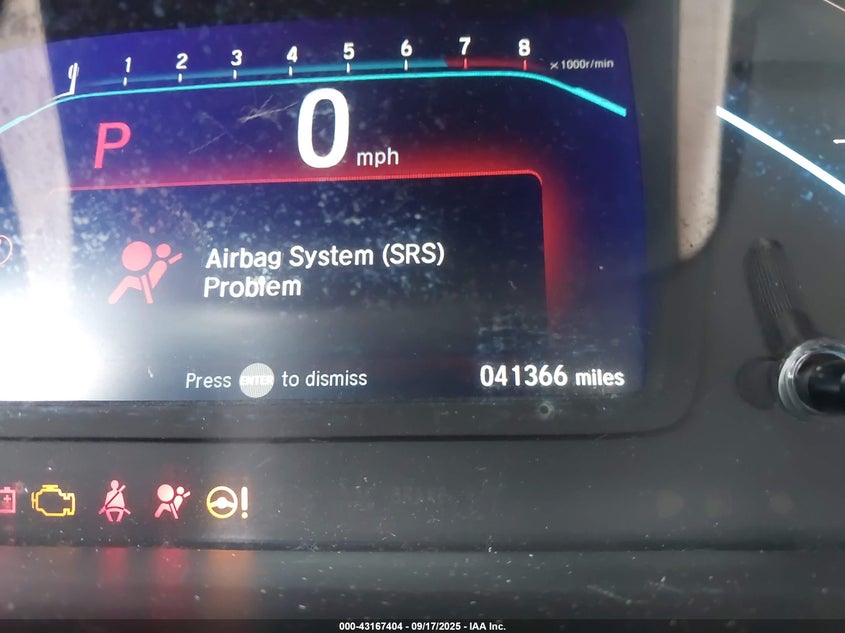 0 1 2 3 4 5 6 7 8 ×1000r/min
P 0 mph
Airbag System (SRS)
Problem
Press ENTER to dismiss
041366 miles
000-43167404 - 09/17/2025 - IAA Inc.